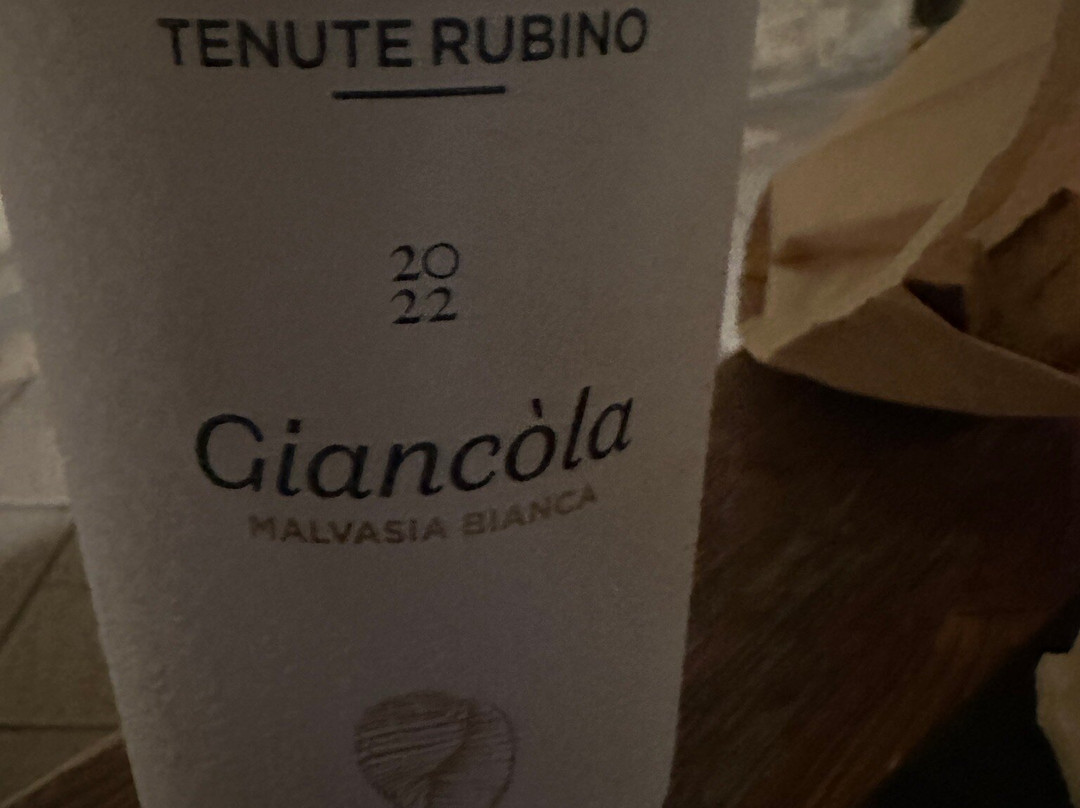 TENUTE RUBINO
20
22
Giancòla
MALVASIA BIANCA